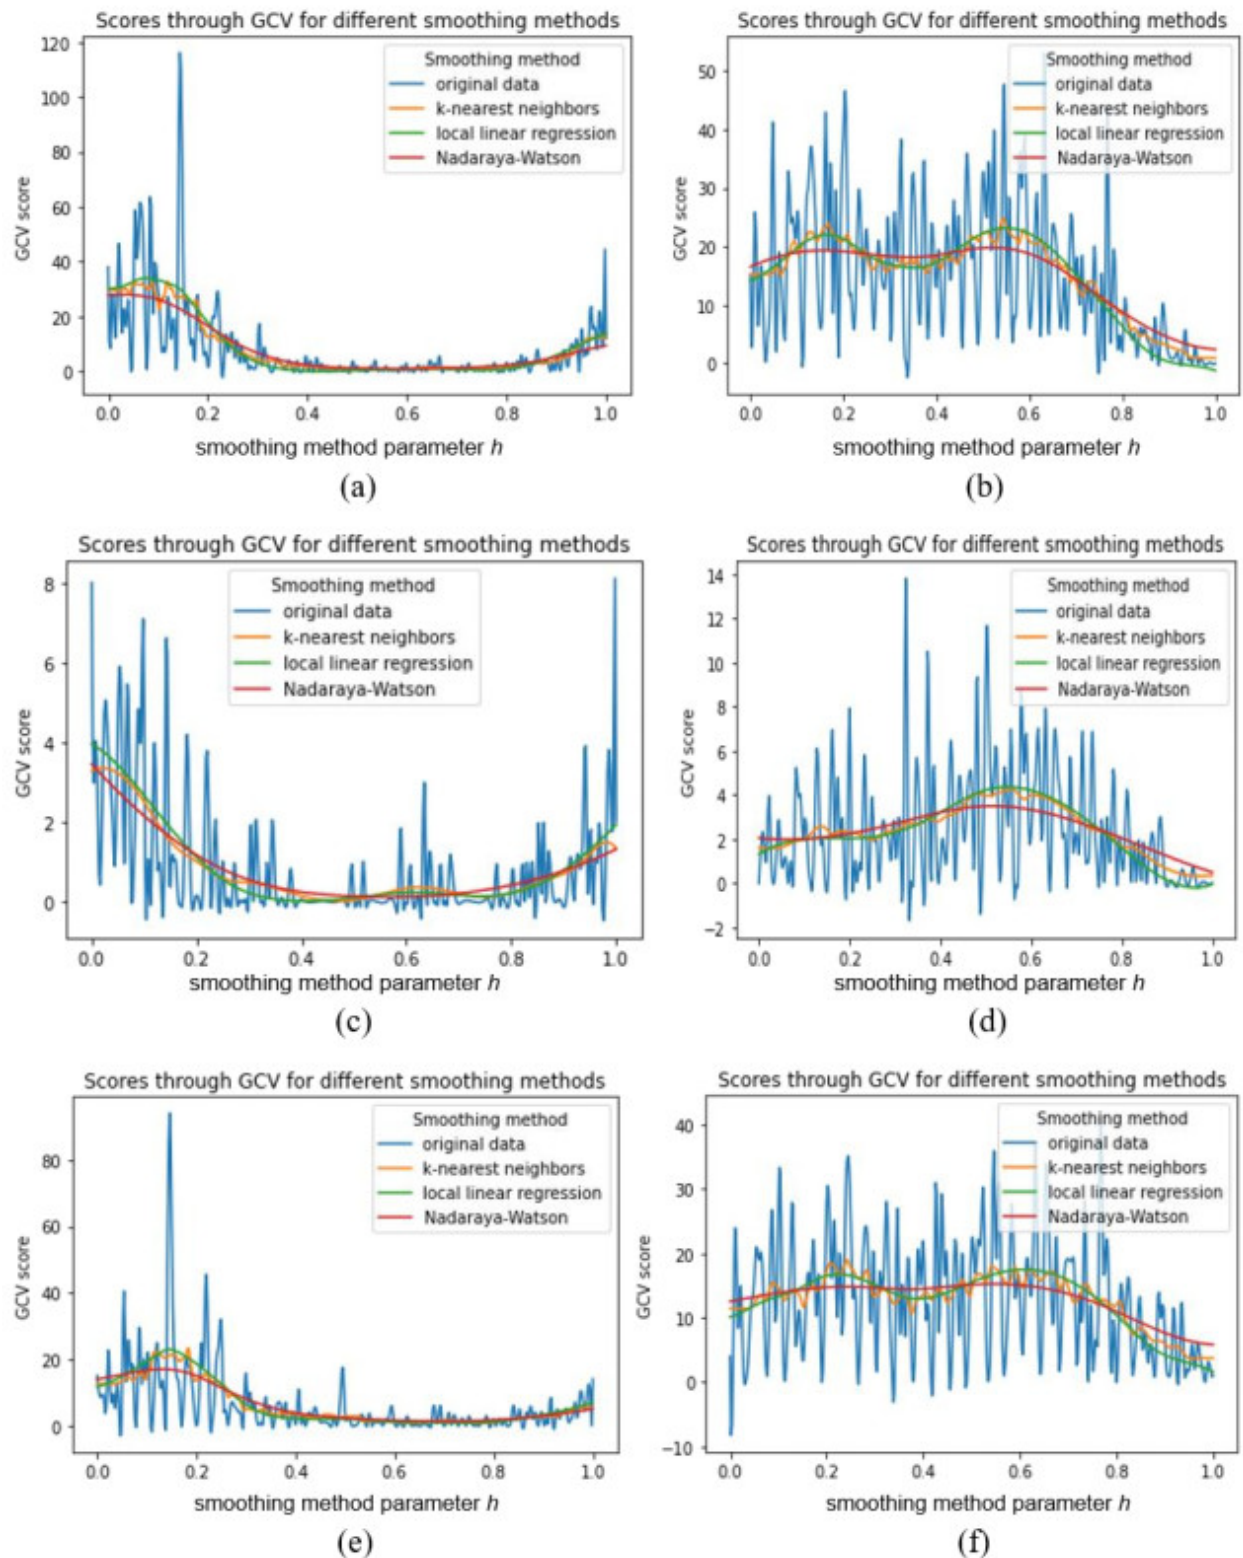 Scores through GCV for different smoothing methods
120
100
80
60
40
20
0
GCV score
Smoothing method
original data
k-nearest neighbors
local linear regression
Nadaraya-Watson
0.0 0.2 0.4 0.6 0.8 1.0
smoothing method parameter h
(a)
Scores through GCV for different smoothing methods
50
40
30
20
10
0
GCV score
Smoothing method
original data
k-nearest neighbors
local linear regression
Nadaraya-Watson
0.0 0.2 0.4 0.6 0.8 1.0
smoothing method parameter h
(b)
Scores through GCV for different smoothing methods
8
6
4
2
0
GCV score
Smoothing method
original data
k-nearest neighbors
local linear regression
Nadaraya-Watson
0.0 0.2 0.4 0.6 0.8 1.0
smoothing method parameter h
(c)
Scores through GCV for different smoothing methods
14
12
10
8
6
4
2
0
−2
GCV score
Smoothing method
original data
k-nearest neighbors
local linear regression
Nadaraya-Watson
0.0 0.2 0.4 0.6 0.8 1.0
smoothing method parameter h
(d)
Scores through GCV for different smoothing methods
80
60
40
20
0
GCV score
Smoothing method
original data
k-nearest neighbors
local linear regression
Nadaraya-Watson
0.0 0.2 0.4 0.6 0.8 1.0
smoothing method parameter h
(e)
Scores through GCV for different smoothing methods
40
30
20
10
0
−10
GCV score
Smoothing method
original data
k-nearest neighbors
local linear regression
Nadaraya-Watson
0.0 0.2 0.4 0.6 0.8 1.0
smoothing method parameter h
(f)